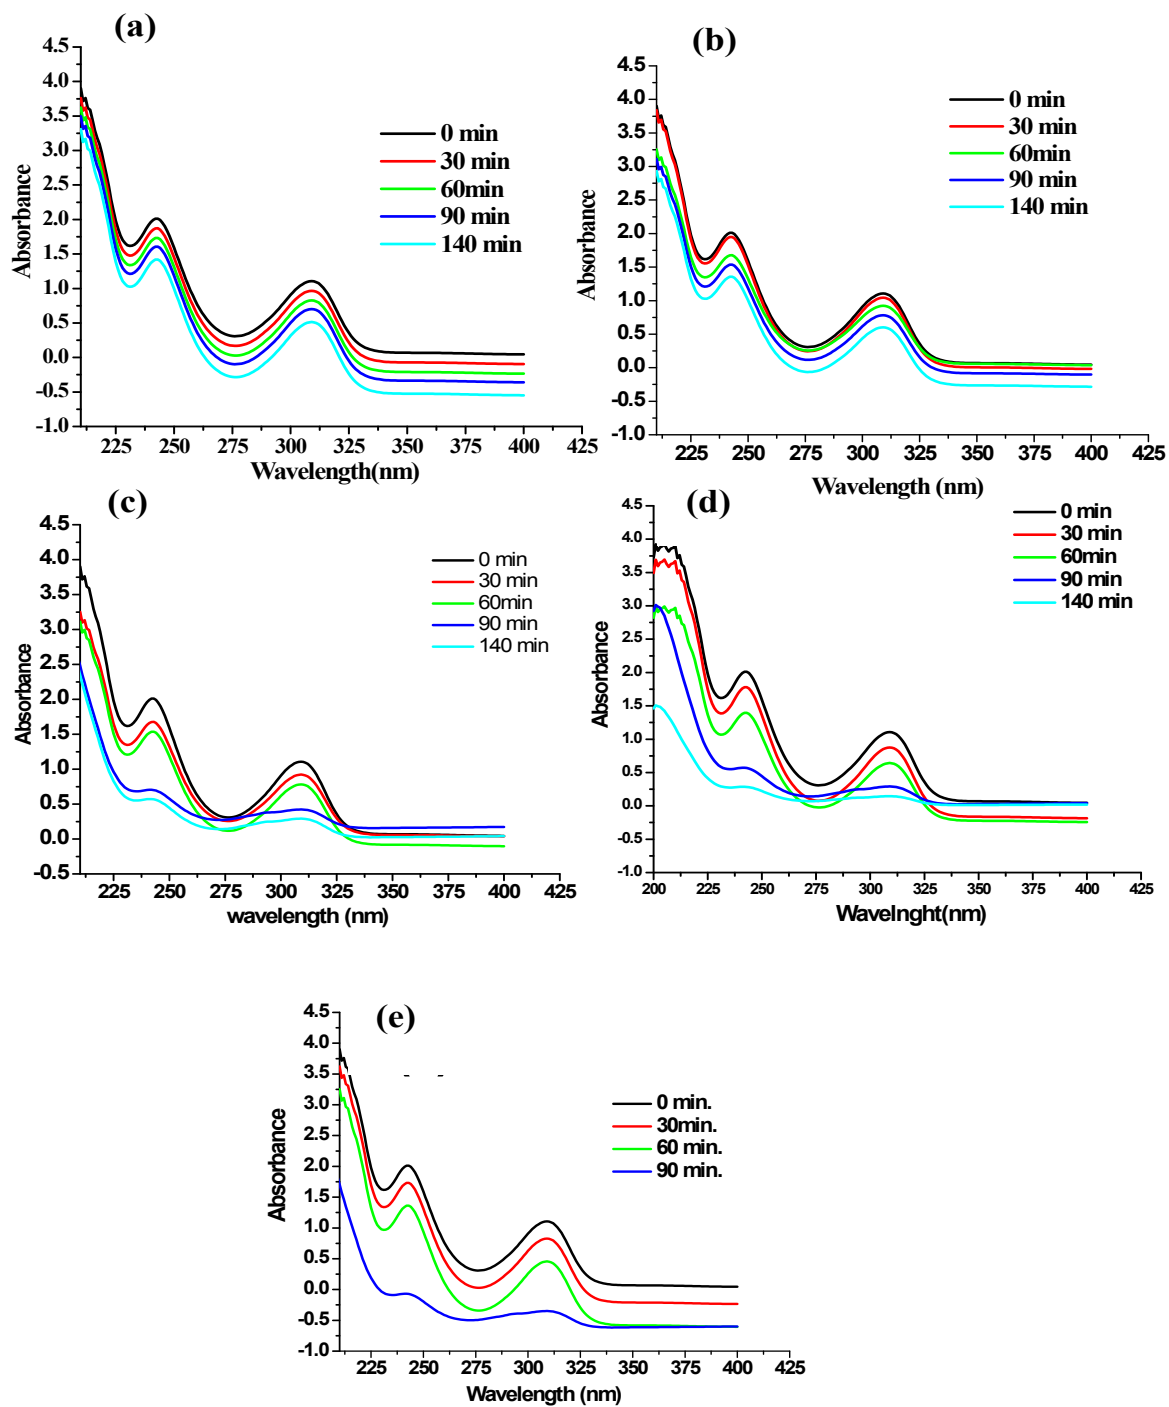 (a)
4.5
4.0
3.5
3.0
2.5
2.0
1.5
1.0
0.5
0.0
-0.5
-1.0
Absorbance
0 min
30 min
60min
90 min
140 min
225 250 275 300 325 350 375 400 425
Wavelength(nm)
(b)
4.5
4.0
3.5
3.0
2.5
2.0
1.5
1.0
0.5
0.0
-0.5
-1.0
Absorbance
0 min
30 min
60min
90 min
140 min
225 250 275 300 325 350 375 400 425
Wavelength (nm)
(c)
4.5
4.0
3.5
3.0
2.5
2.0
1.5
1.0
0.5
0.0
-0.5
Absorbance
0 min
30 min
60min
90 min
140 min
225 250 275 300 325 350 375 400 425
wavelength (nm)
(d)
4.5
4.0
3.5
3.0
2.5
2.0
1.5
1.0
0.5
0.0
-0.5
-1.0
Absorbance
0 min
30 min
60min
90 min
140 min
200 225 250 275 300 325 350 375 400 425
Wavelnght(nm)
(e)
4.5
4.0
3.5
3.0
2.5
2.0
1.5
1.0
0.5
0.0
-0.5
-1.0
Absorbance
0 min.
30min.
60 min.
90 min.
225 250 275 300 325 350 375 400 425
Wavelength (nm)